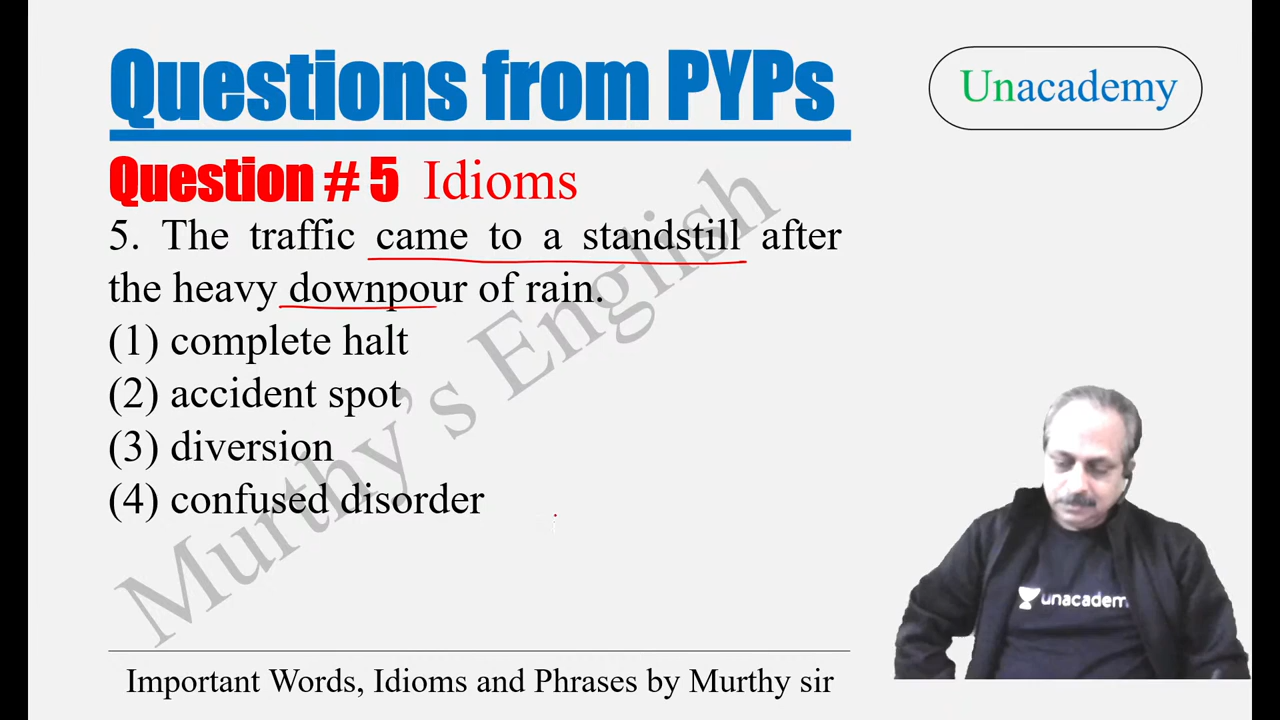 Questions from PYPs
Unacademy
Question # 5 Idioms
5. The traffic came to a standstill after
the heavy downpour of rain.
(1) complete halt
(2) accident spot
(3) diversion
(4) confused disorder
Murthy's English
unacadem
Important Words, Idioms and Phrases by Murthy sir